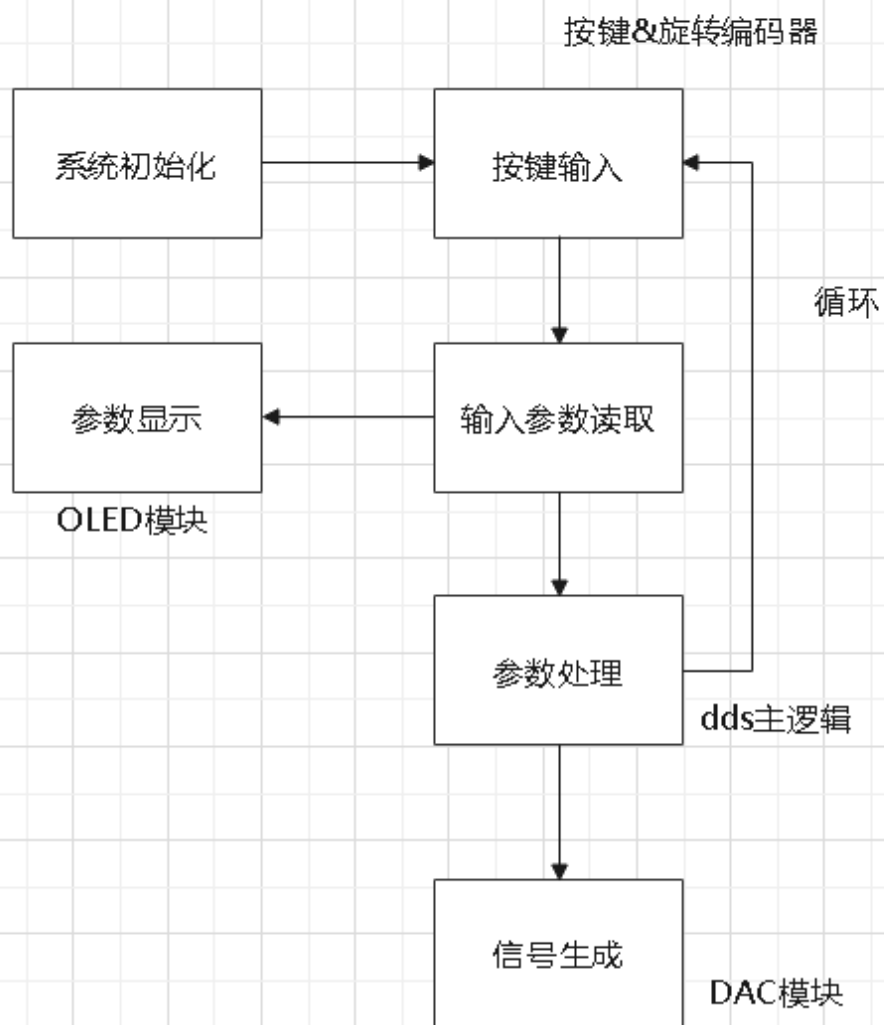 按键&旋转编码器
系统初始化
按键输入
循环
参数显示
输入参数读取
OLED模块
参数处理
dds主逻辑
信号生成
DAC模块